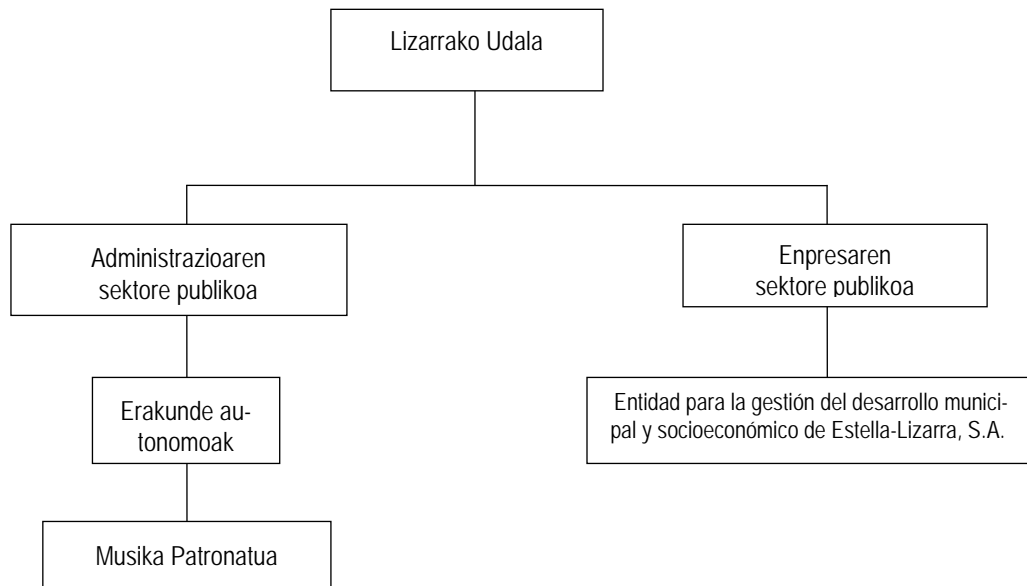 Lizarrako Udala
Administrazioaren
sektore publikoa
Enpresaren
sektore publikoa
Erakunde au-
tonomoak
Entidad para la gestión del desarrollo munici-
pal y socioeconómico de Estella-Lizarra, S.A.
Musika Patronatua